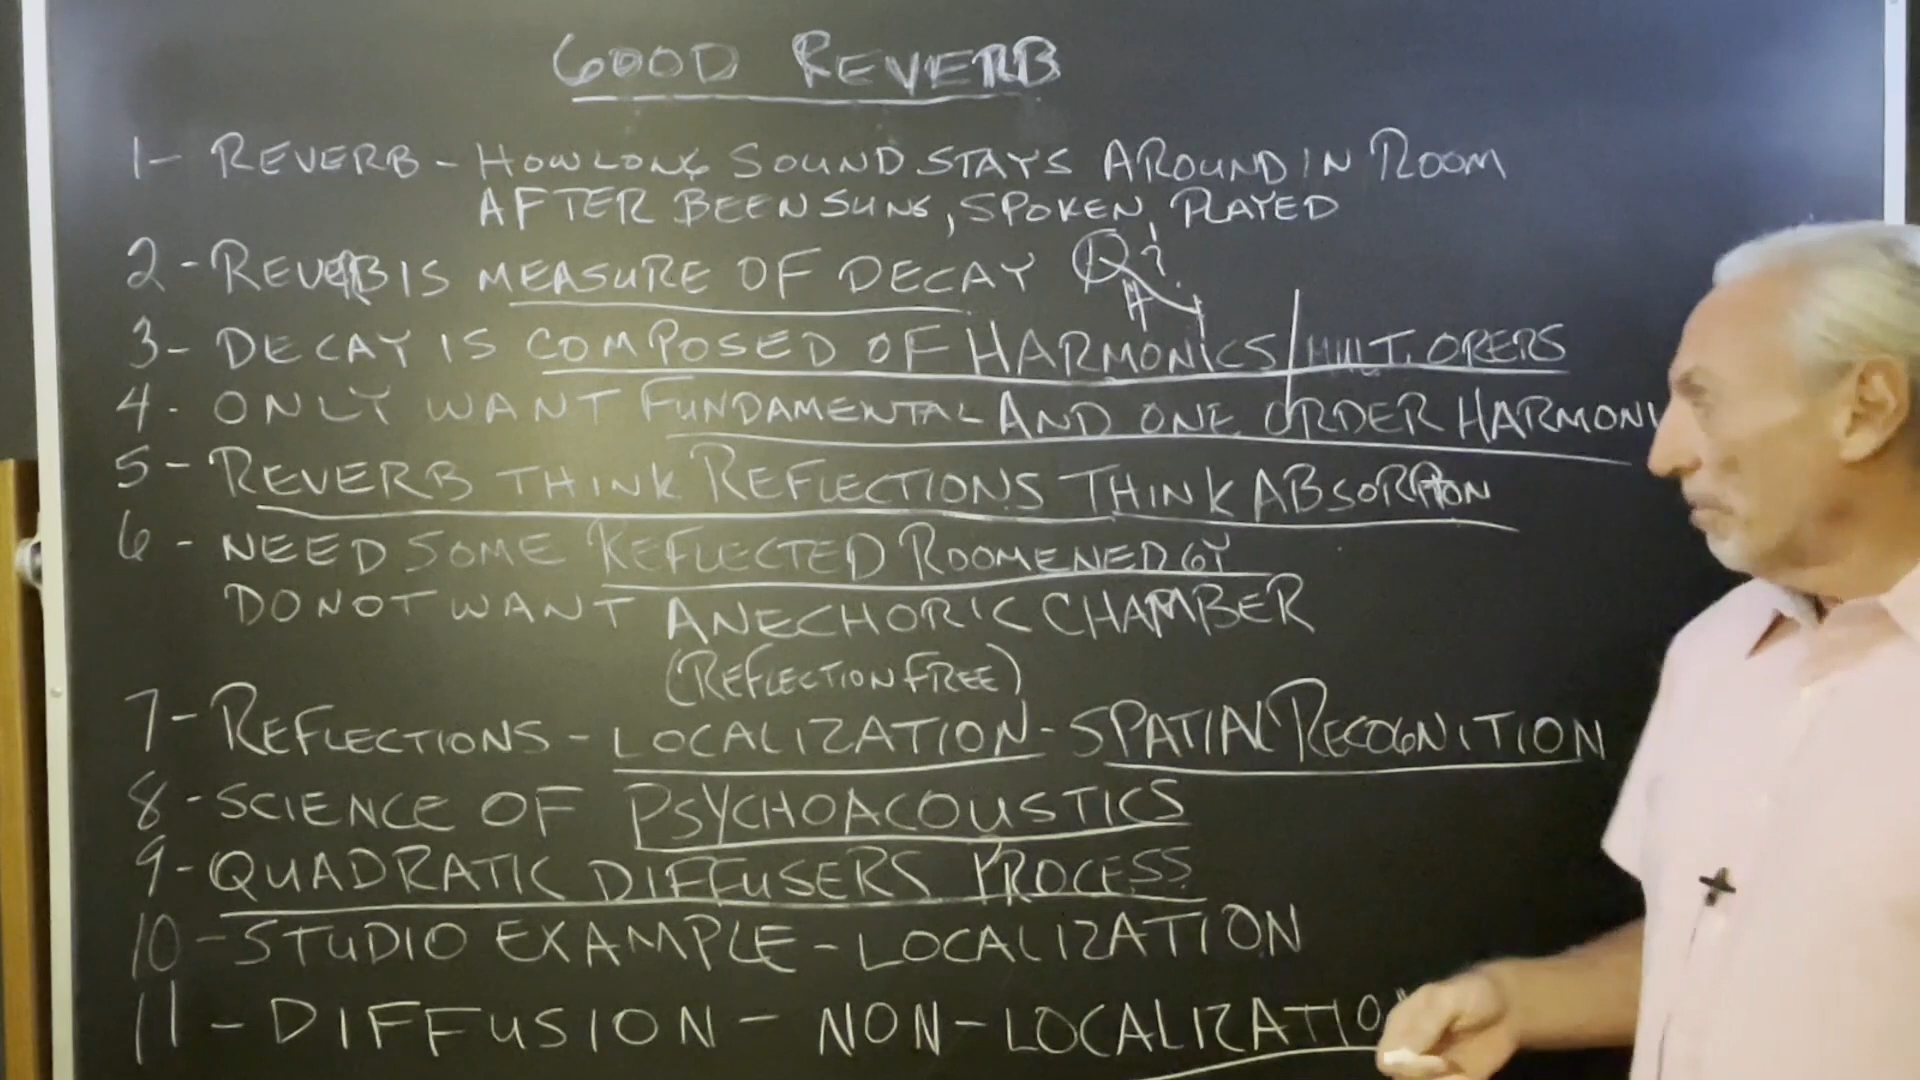 GOOD REVERB
1- REVERB - HOW LONG SOUND STAYS AROUND IN ROOM
AFTER BEEN SUNG, SPOKEN, PLAYED
2 - REVERB IS MEASURE OF DECAY Q?
3- DECAY IS COMPOSED OF HARMONICS/MULT. ORERS
4- ONLY WANT FUNDAMENTAL AND ONE ORDER HARMONI
5- REVERB THINK REFLECTIONS THINK ABSORPTION
6 - NEED SOME REFLECTED ROOM ENERGY
DO NOT WANT ANECHORIC CHAMBER
(REFLECTION FREE)
7- REFLECTIONS - LOCALIZATION - SPATIAL RECOGNITION
8 - SCIENCE OF PSYCHOACOUSTICS
9- QUADRATIC DIFFUSERS PROCESS
10 - STUDIO EXAMPLE - LOCALIZATION
11 - DIFFUSION - NON-LOCALIZATIO